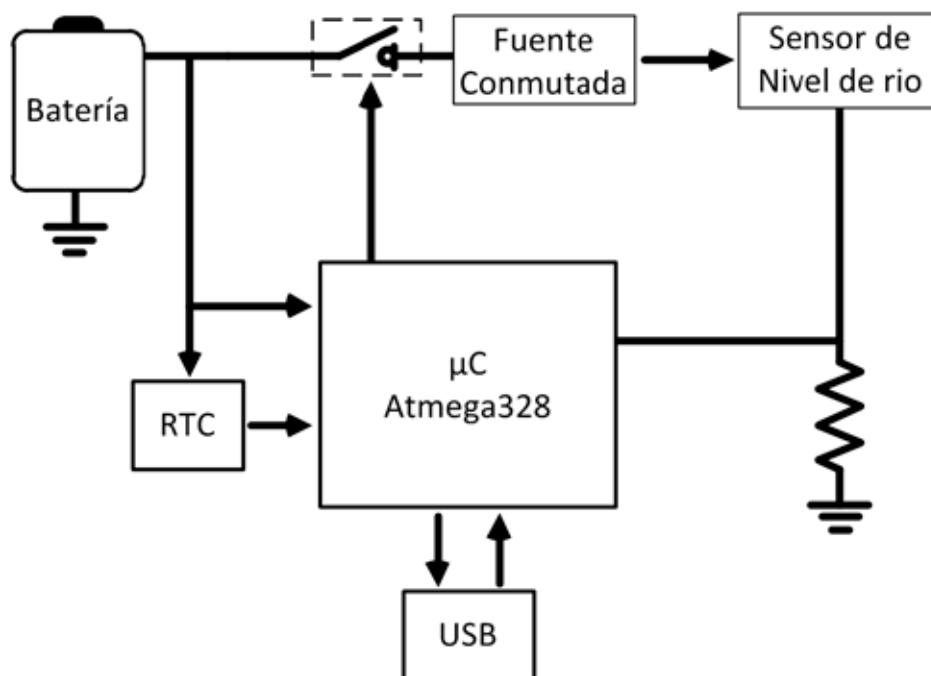 Batería
Fuente
Conmutada
Sensor de
Nivel de rio
µC
Atmega328
RTC
USB